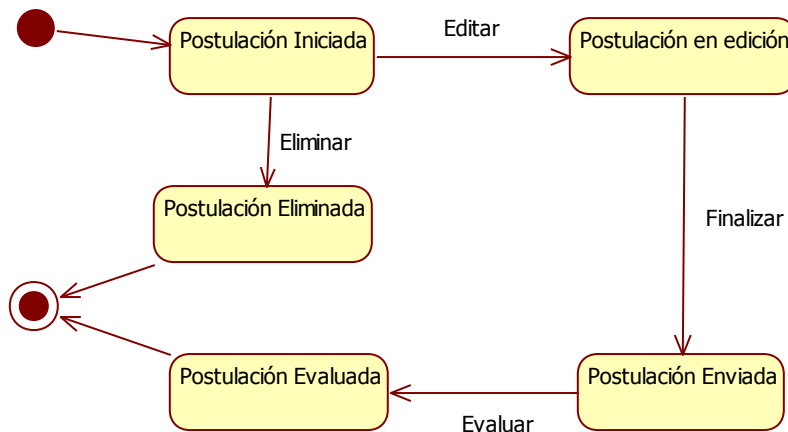 Postulación Iniciada
Editar
Postulación en edición
Eliminar
Postulación Eliminada
Finalizar
Postulación Evaluada
Postulación Enviada
Evaluar